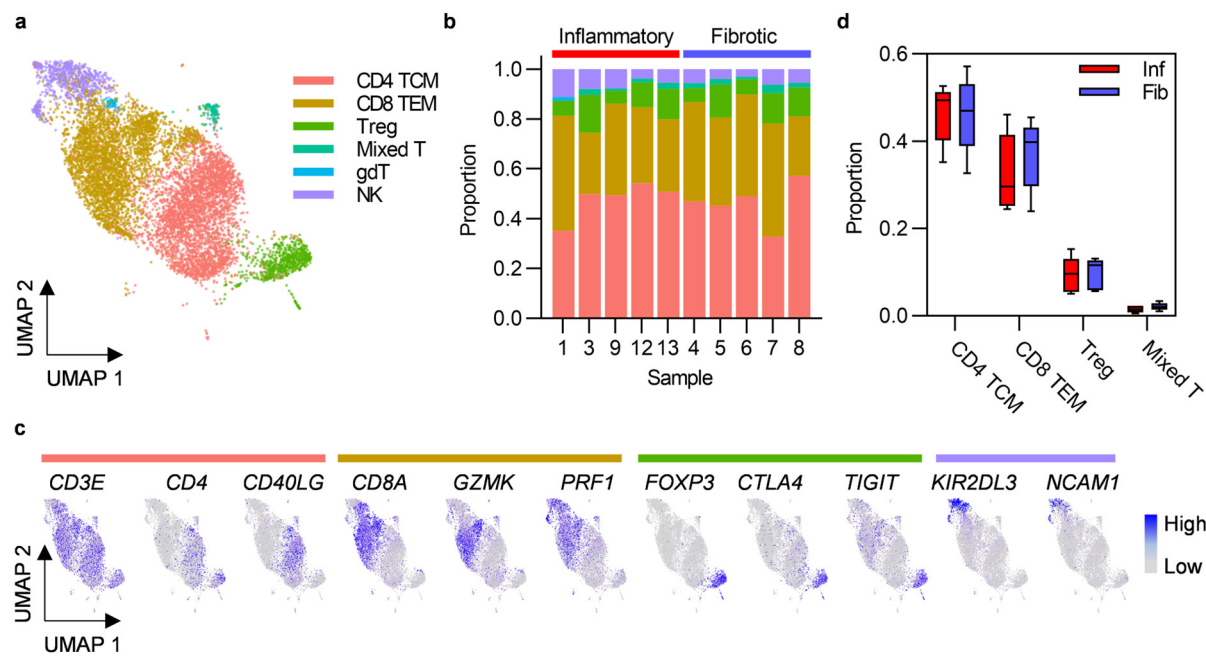 a
CD4 TCM
CD8 TEM
Treg
Mixed T
gdT
NK
UMAP 2
UMAP 1
b
Inflammatory Fibrotic
Proportion
1.0
0.8
0.6
0.4
0.2
0.0
1 3 9 12 13 4 5 6 7 8
Sample
d
Proportion
0.6
0.4
0.2
0.0
Inf
Fib
CD4 TCM
CD8 TEM
Treg
Mixed T
c
CD3E CD4 CD40LG CD8A GZMK PRF1 FOXP3 CTLA4 TIGIT KIR2DL3 NCAM1
High
Low
UMAP 2
UMAP 1